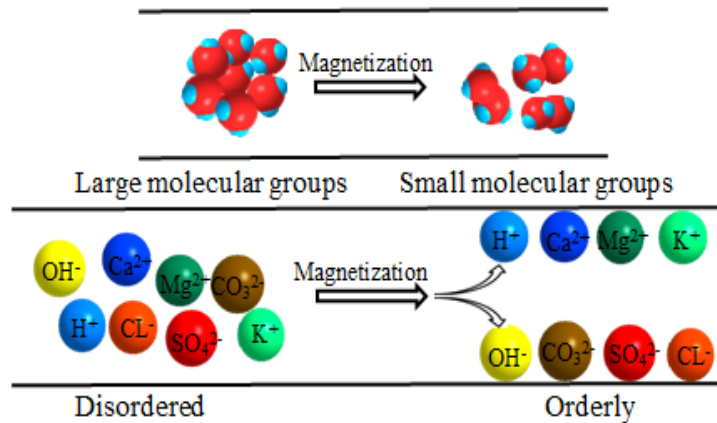 Magnetization
Large molecular groups
Small molecular groups
OH-
Ca2+
Mg2+
CO32-
H+
CL-
SO42-
K+
Magnetization
H+
Ca2+
Mg2+
K+
OH-
CO32-
SO42-
CL-
Disordered
Orderly